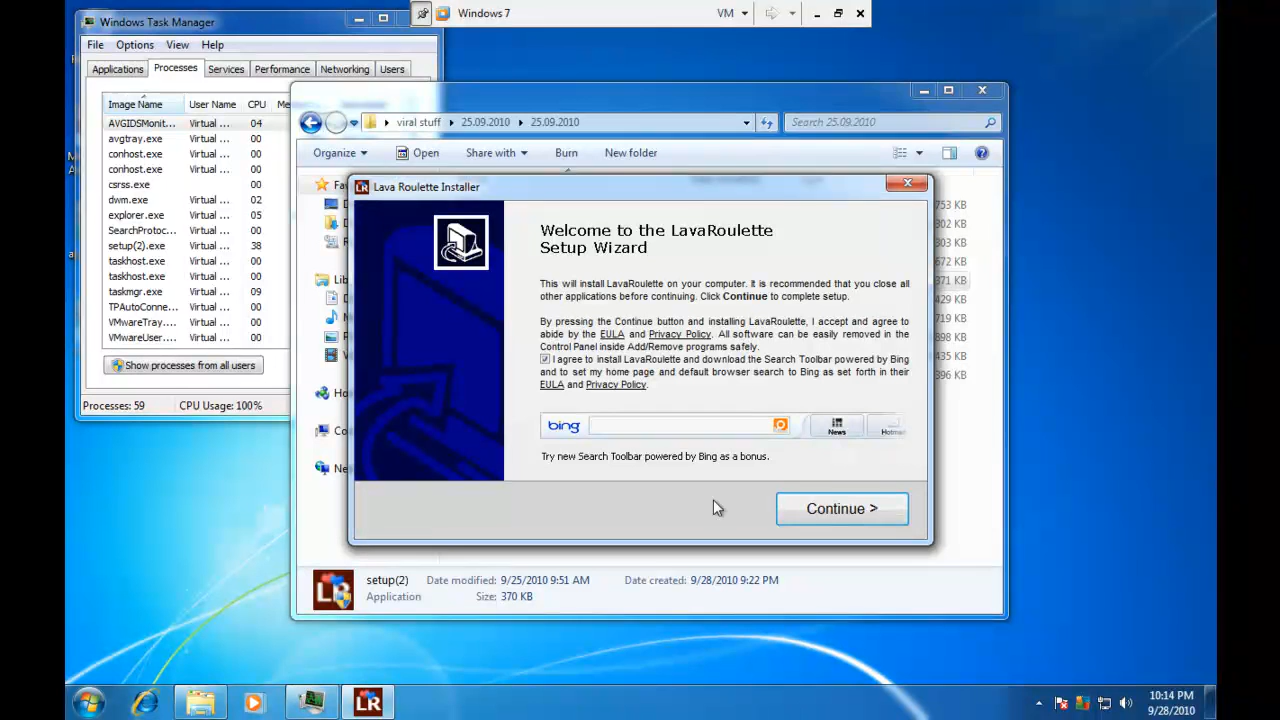 Windows Task Manager
File Options View Help
Applications Processes Services Performance Networking Users
Image Name User Name CPU
AVGIDSMonit... Virtual ... 04
avgtray.exe Virtual ... 00
conhost.exe Virtual ... 00
conhost.exe Virtual ... 00
csrss.exe 00
dwm.exe Virtual ... 02
explorer.exe Virtual ... 05
SearchProtoc... Virtual ... 00
setup(2).exe Virtual ... 38
taskhost.exe Virtual ... 00
taskhost.exe Virtual ... 00
taskmgr.exe Virtual ... 09
TPAutoConne... Virtual ... 00
VMwareTray.... Virtual ... 00
VMwareUser.... Virtual ... 00
Show processes from all users
Processes: 59 CPU Usage: 100%
Windows 7 VM
viral stuff 25.09.2010 25.09.2010
Search 25.09.2010
Organize Open Share with Burn New folder
Lava Roulette Installer
Welcome to the LavaRoulette
Setup Wizard
This will install LavaRoulette on your computer. It is recommended that you close all
other applications before continuing. Click Continue to complete setup.
By pressing the Continue button and installing LavaRoulette, I accept and agree to
abide by the EULA and Privacy Policy. All software can be easily removed in the
Control Panel inside Add/Remove programs safely.
I agree to install LavaRoulette and download the Search Toolbar powered by Bing
and to set my home page and default browser search to Bing as set forth in their
EULA and Privacy Policy.
bing News
Try new Search Toolbar powered by Bing as a bonus.
Continue >
753 KB
302 KB
303 KB
672 KB
371 KB
429 KB
719 KB
898 KB
435 KB
396 KB
LR
setup(2) Date modified: 9/25/2010 9:51 AM Date created: 9/28/2010 9:22 PM
Application Size: 370 KB
LR
10:14 PM
9/28/2010